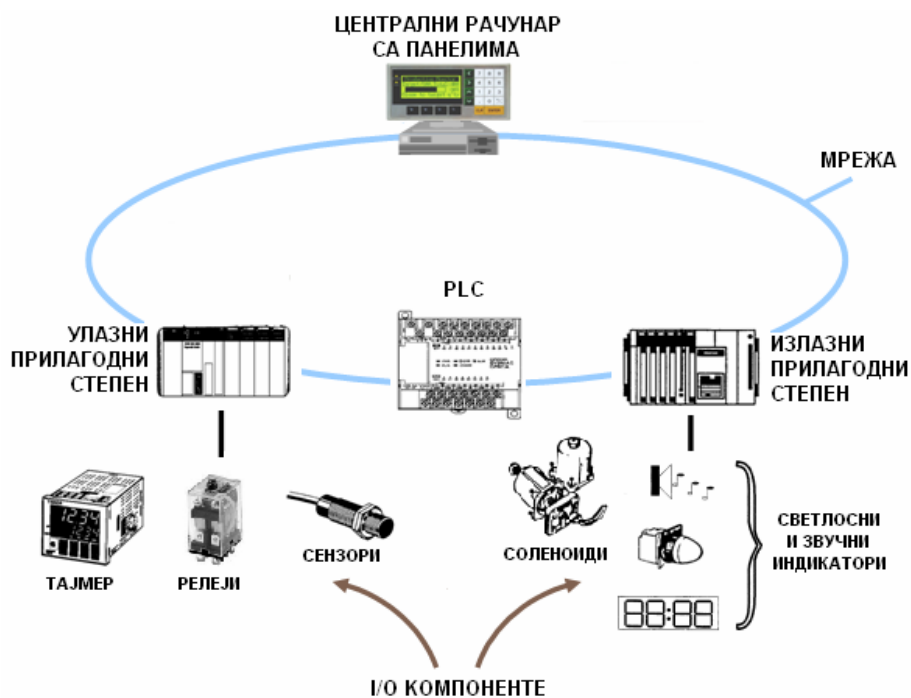 ЦЕНТРАЛНИ РАЧУНАР
СА ПАНЕЛИМА
МРЕЖА
PLC
УЛАЗНИ
ПРИЛАГОДНИ
СТЕПЕН
ИЗЛАЗНИ
ПРИЛАГОДНИ
СТЕПЕН
1234
ТАЈМЕР
РЕЛЕЈИ
СЕНЗОРИ
СОЛЕНОИДИ
СВЕТЛОСНИ
И ЗВУЧНИ
ИНДИКАТОРИ
88:88
I/O КОМПОНЕНТЕ